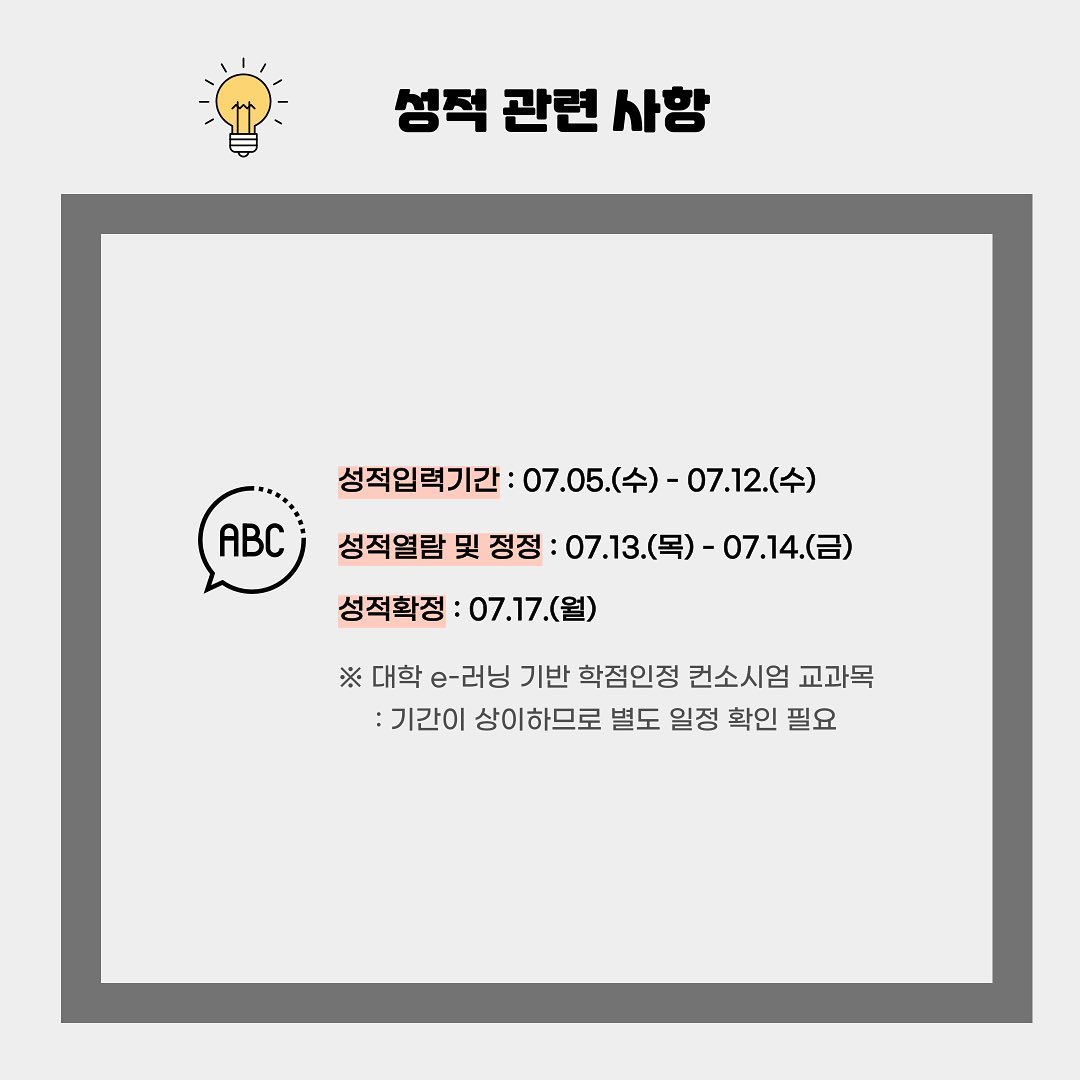 성적 관련 사항
성적입력기간 : 07.05.(수) - 07.12.(수)
ABC
성적열람 및 정정 : 07.13.(목) - 07.14.(금)
성적확정 : 07.17.(월)
※ 대학 e-러닝 기반 학점인정 컨소시엄 교과목
: 기간이 상이하므로 별도 일정 확인 필요